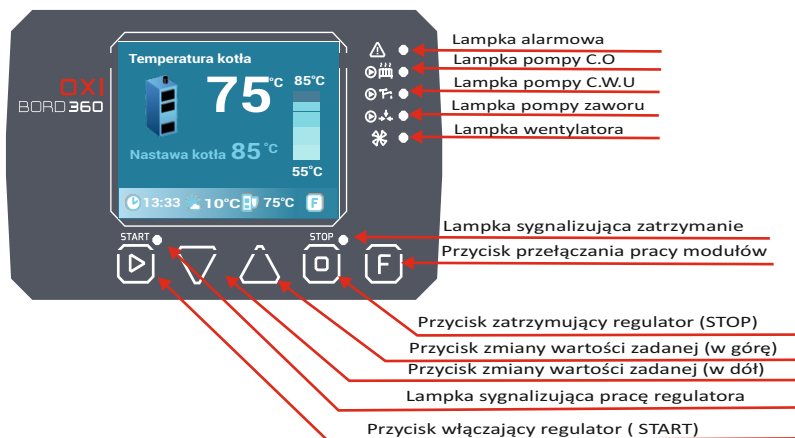 Temperatura kotła
75°C
85°C
Nastawa kotła 85°C
55°C
13:33 10°C 75°C F
OXI
BORD 360
START
STOP
F
Lampka alarmowa
Lampka pompy C.O
Lampka pompy C.W.U
Lampka pompy zaworu
Lampka wentylatora
Lampka sygnalizująca zatrzymanie
Przycisk przełączania pracy modułów
Przycisk zatrzymujący regulator (STOP)
Przycisk zmiany wartości zadanej (w górę)
Przycisk zmiany wartości zadanej (w dół)
Lampka sygnalizująca pracę regulatora
Przycisk włączający regulator ( START)